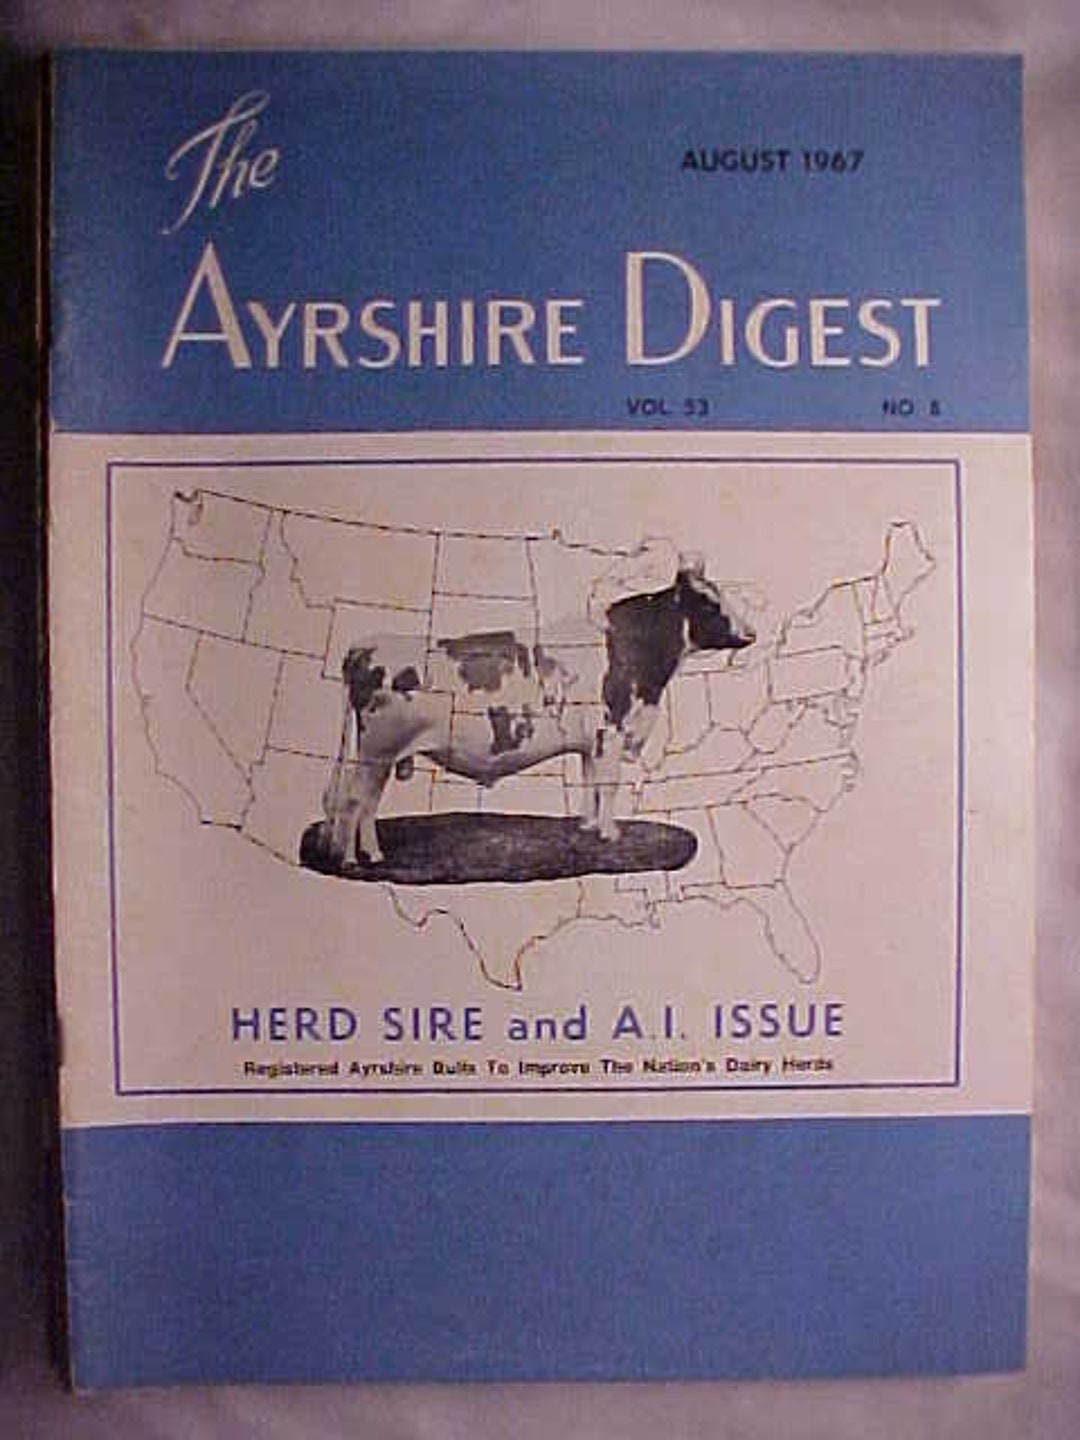 The
AUGUST 1967
AYRSHIRE DIGEST
VOL 53 NO 8
HERD SIRE and A.I. ISSUE
Registered Ayrshire Bulls To Improve The Nation's Dairy Herds